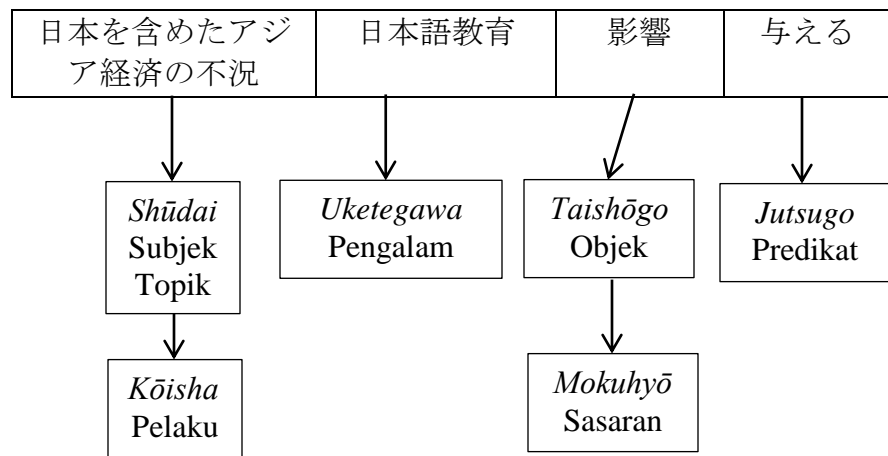 日本を含めたアジ
ア経済の不況
日本語教育
影響
与える
Shūdai
Subjek
Topik
Uketegawa
Pengalam
Taishōgo
Objek
Jutsugo
Predikat
Kōisha
Pelaku
Mokuhyō
Sasaran